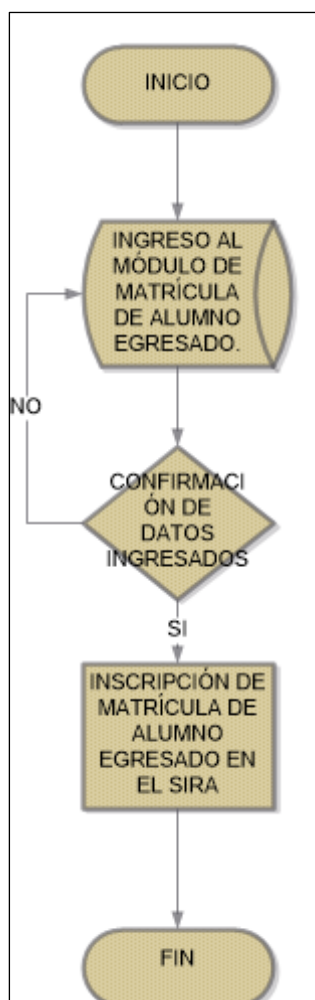 INICIO
INGRESO AL
MÓDULO DE
MATRÍCULA
DE ALUMNO
EGRESADO.
NO
CONFIRMACI
ÓN DE
DATOS
INGRESADOS
SI
INSCRIPCIÓN DE
MATRÍCULA DE
ALUMNO
EGRESADO EN
EL SIRA
FIN